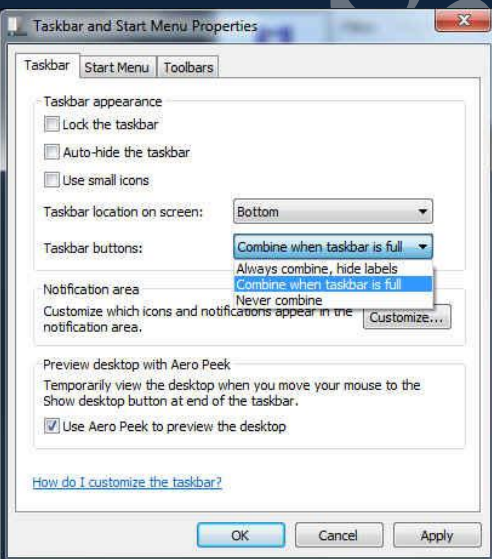 Taskbar and Start Menu Properties
Taskbar Start Menu Toolbars
Taskbar appearance
Lock the taskbar
Auto-hide the taskbar
Use small icons
Taskbar location on screen: Bottom
Taskbar buttons: Combine when taskbar is full
Always combine, hide labels
Combine when taskbar is full
Never combine
Notification area
Customize which icons and notifications appear in the
notification area.
Customize...
Preview desktop with Aero Peek
Temporarily view the desktop when you move your mouse to the
Show desktop button at end of the taskbar.
Use Aero Peek to preview the desktop
How do I customize the taskbar?
OK Cancel Apply